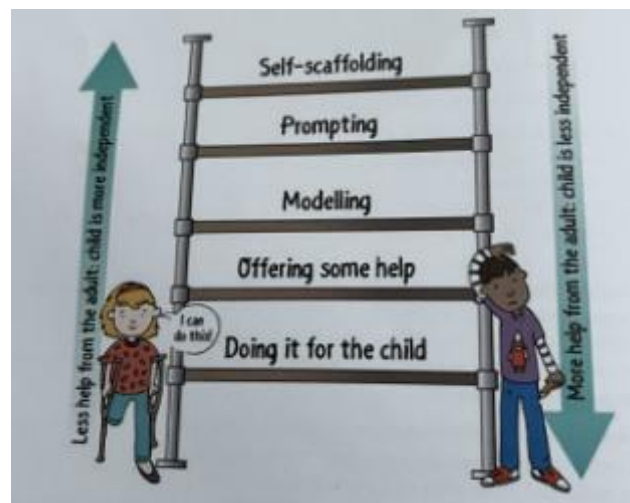 Self-scaffolding
Prompting
Modelling
Offering some help
Doing it for the child
Less help from the adult: child is more independent
I can
do this!
More help from the adult: child is less independent